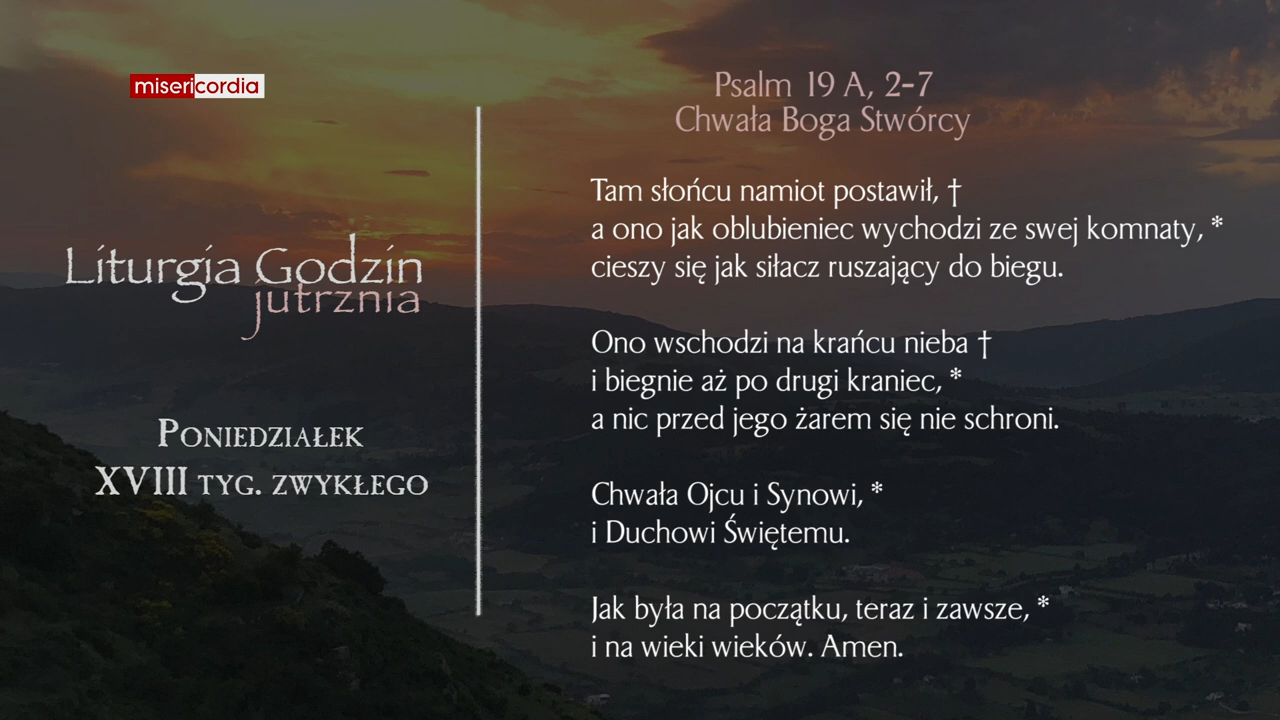 misericordia
Liturgia Godzin
jutrznia
Poniedziałek
XVIII tyg. zwykłego
Psalm 19 A, 2-7
Chwała Boga Stwórcy
Tam słońcu namiot postawił, †
a ono jak oblubieniec wychodzi ze swej komnaty, *
cieszy się jak siłacz ruszający do biegu.
Ono wschodzi na krańcu nieba †
i biegnie aż po drugi kraniec, *
a nic przed jego żarem się nie schroni.
Chwała Ojcu i Synowi, *
i Duchowi Świętemu.
Jak była na początku, teraz i zawsze, *
i na wieki wieków. Amen.